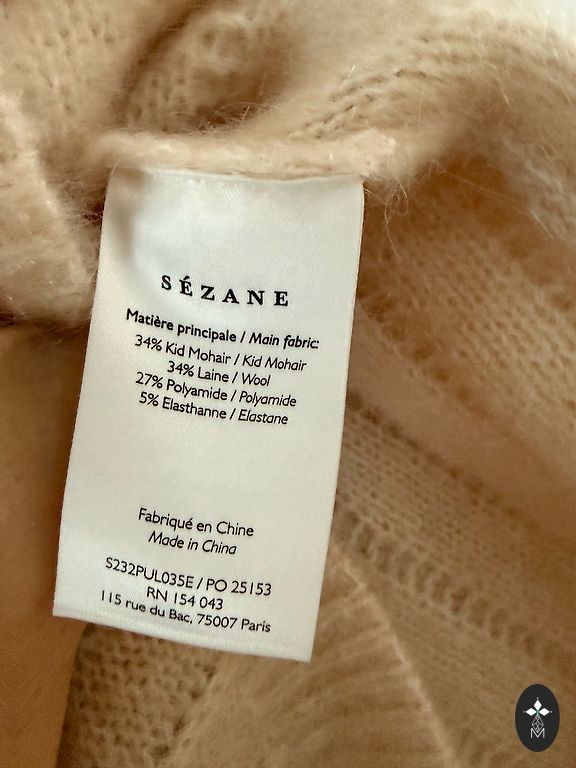 SÉZANE
Matière principale / Main fabric:
34% Kid Mohair / Kid Mohair
34% Laine / Wool
27% Polyamide / Polyamide
5% Elasthanne / Elastane
Fabriqué en Chine
Made in China
S232PUL035E / PO 25153
RN 154 043
115 rue du Bac, 75007 Paris
M